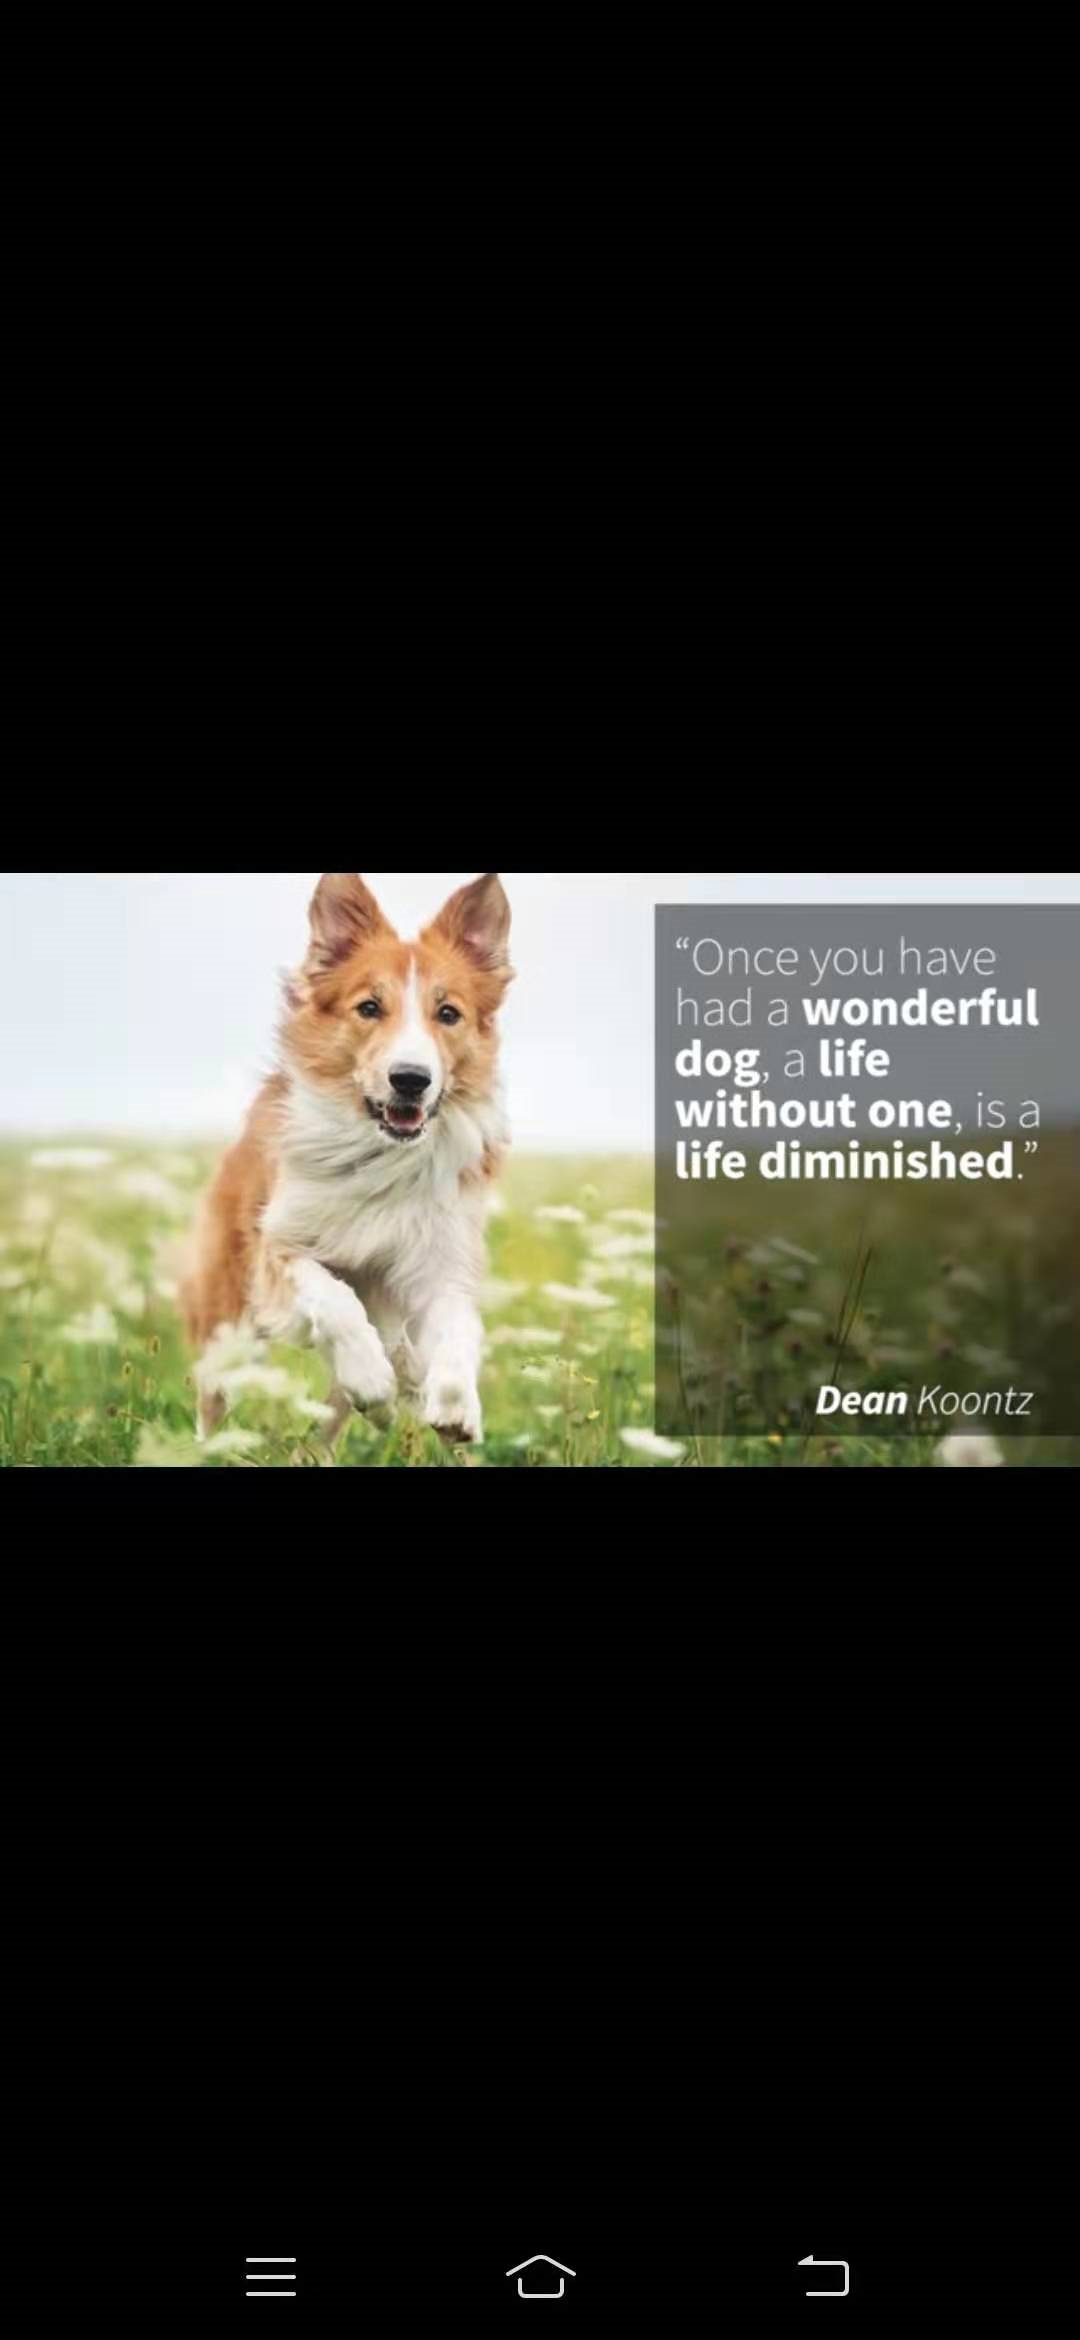 “Once you have
had a wonderful
dog, a life
without one, is a
life diminished.”
Dean Koontz